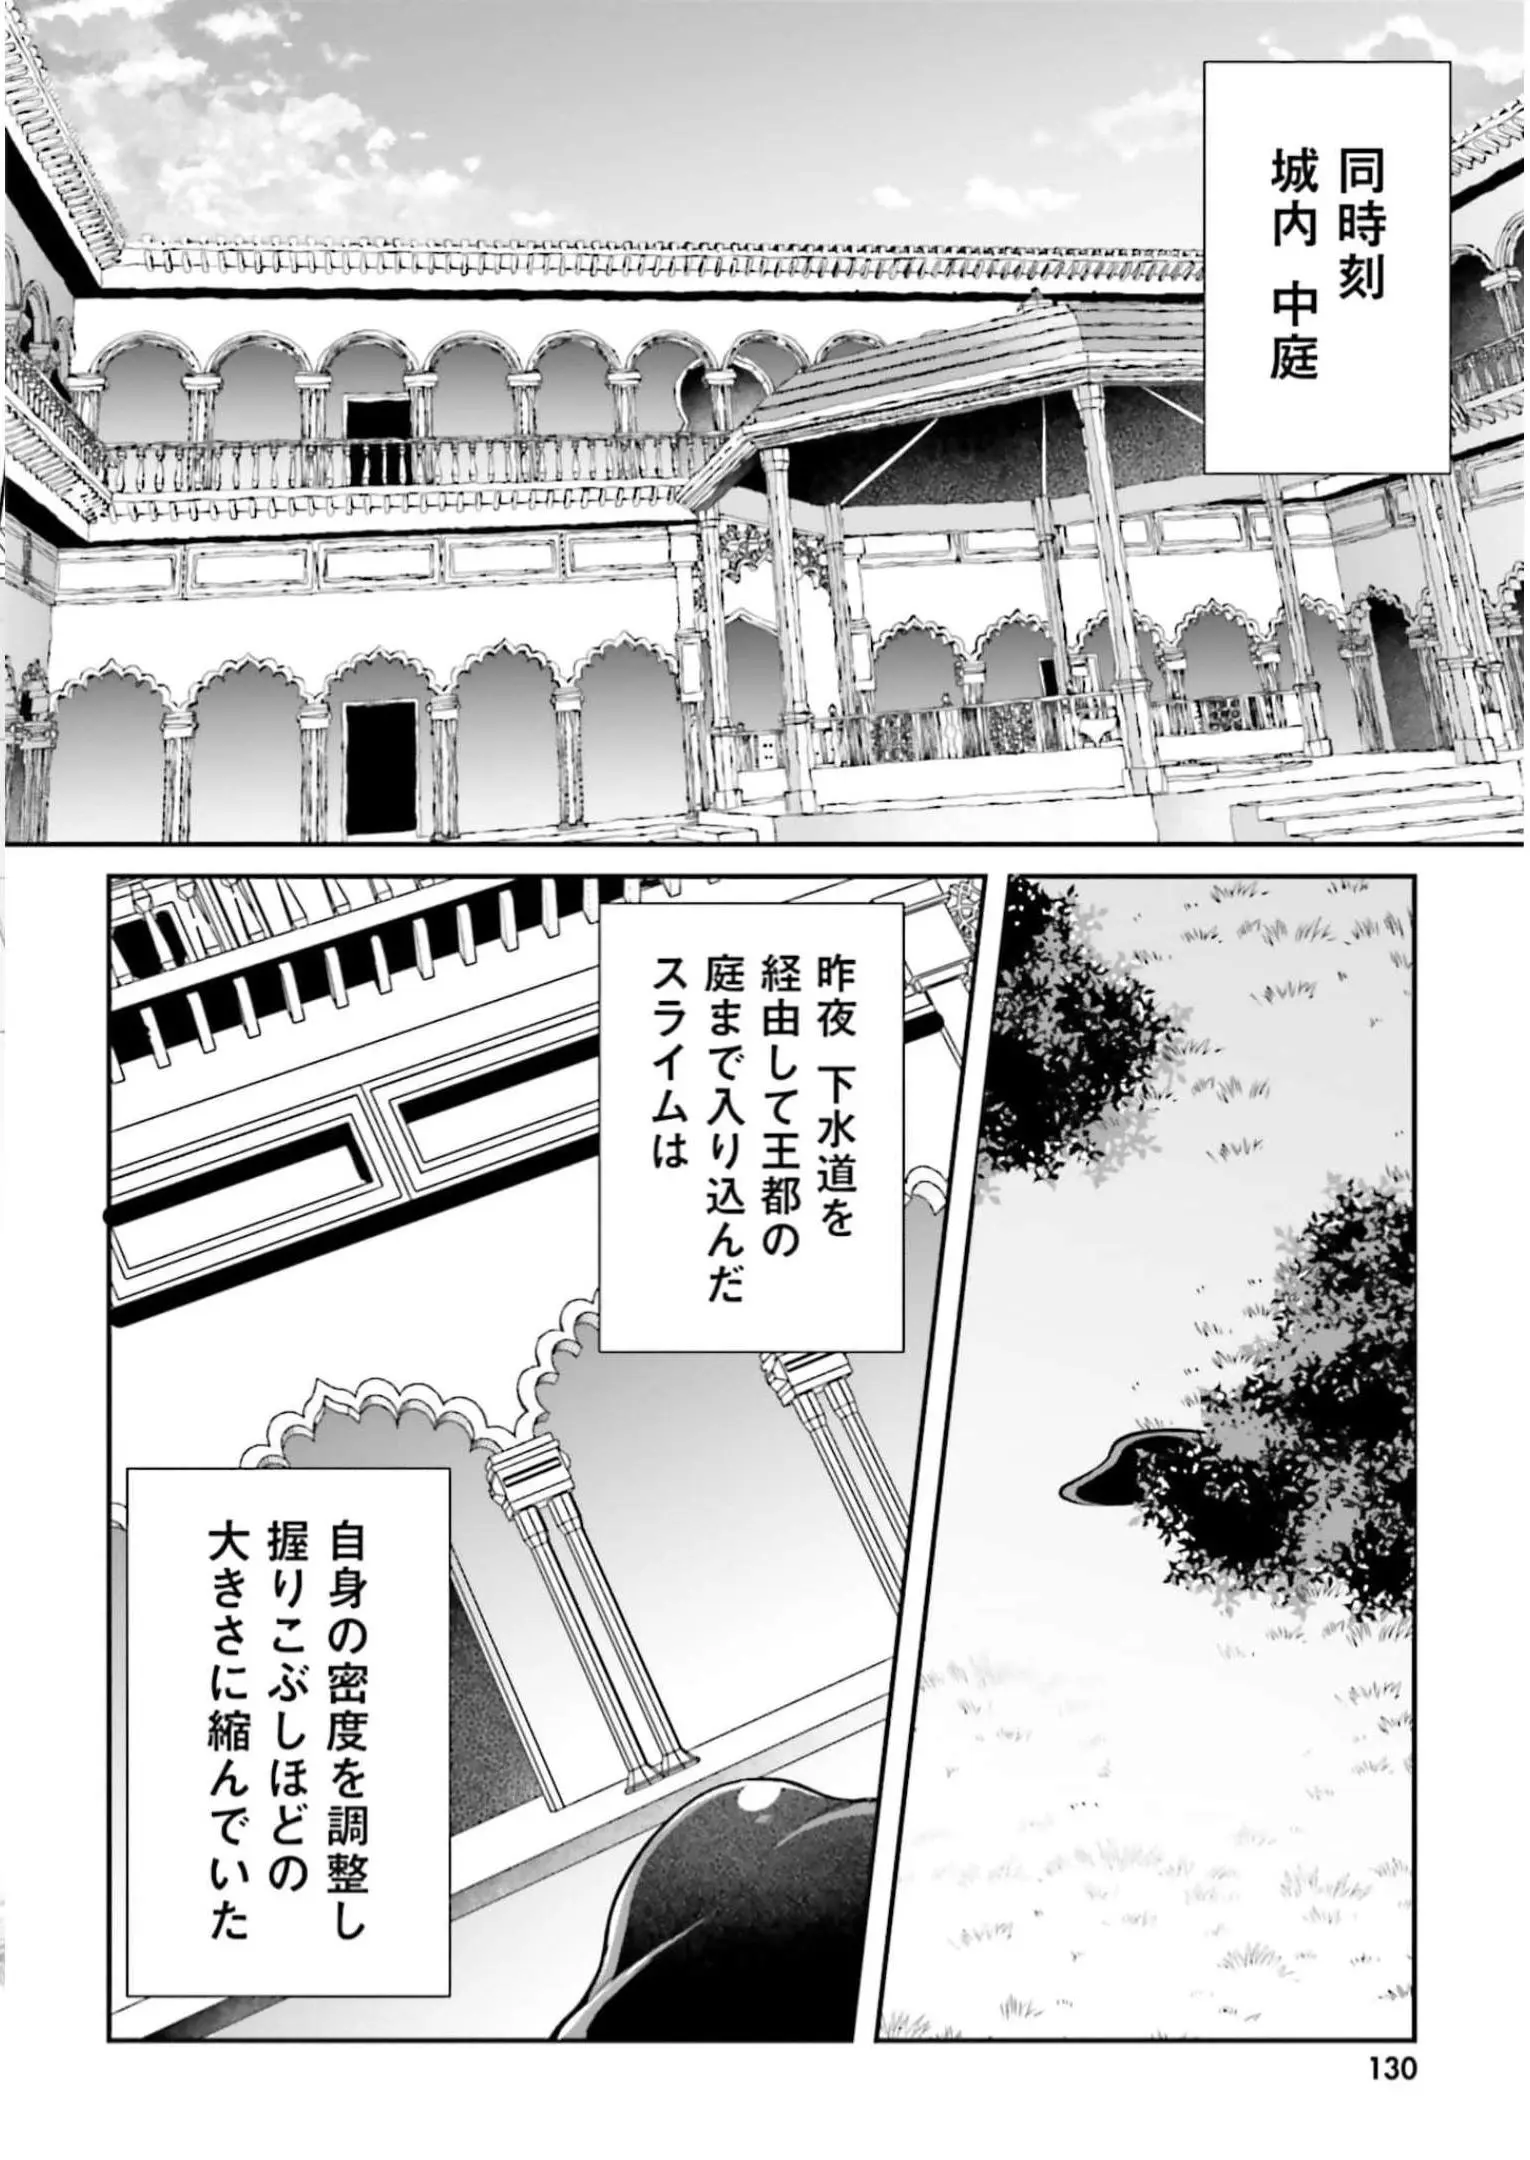 同時刻
城内 中庭
昨夜 下水道を
経由して王都の
庭まで入り込んだ
スライムは
自身の密度を調整し
握りこぶしほどの
大きさに縮んでいた
130